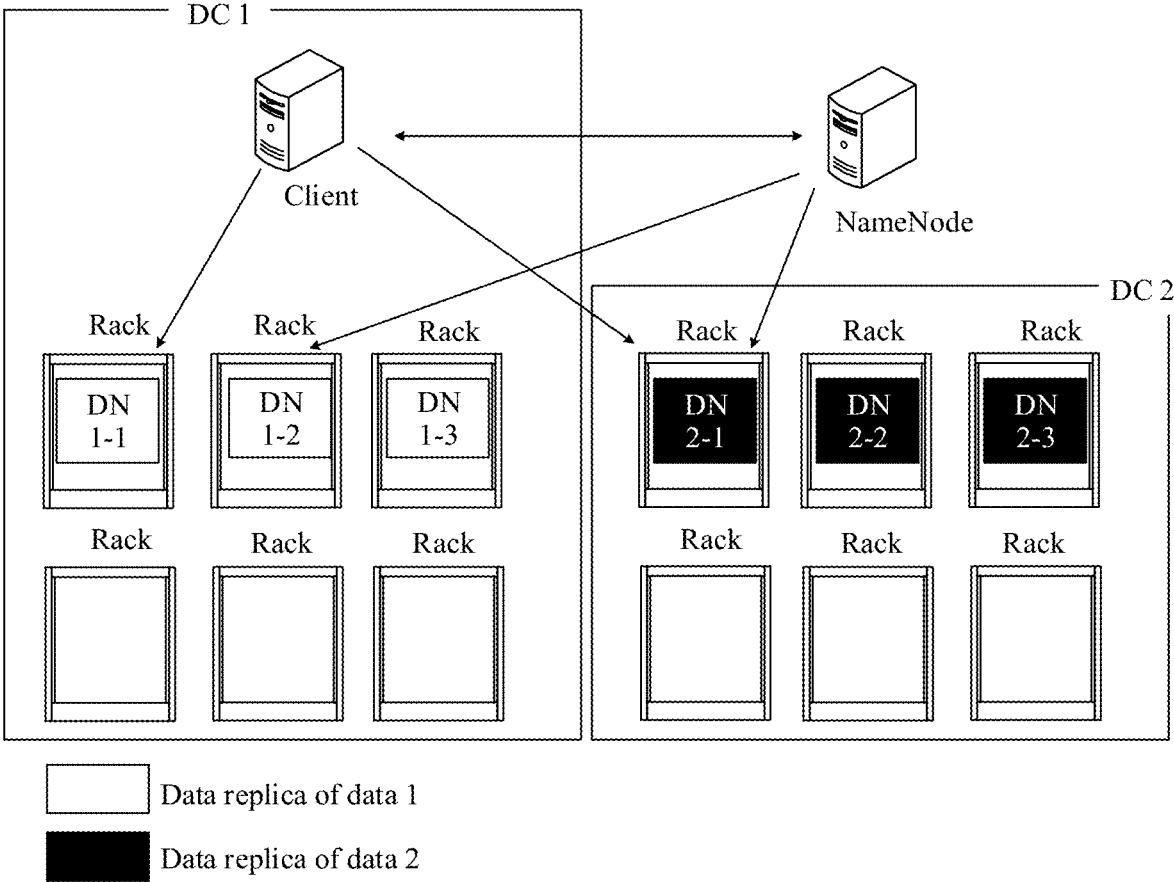 DC 1
Client
NameNode
DC 2
Rack Rack Rack Rack Rack Rack
DN DN DN DN DN DN
1-1 1-2 1-3 2-1 2-2 2-3
Rack Rack Rack Rack Rack Rack
Data replica of data 1
Data replica of data 2